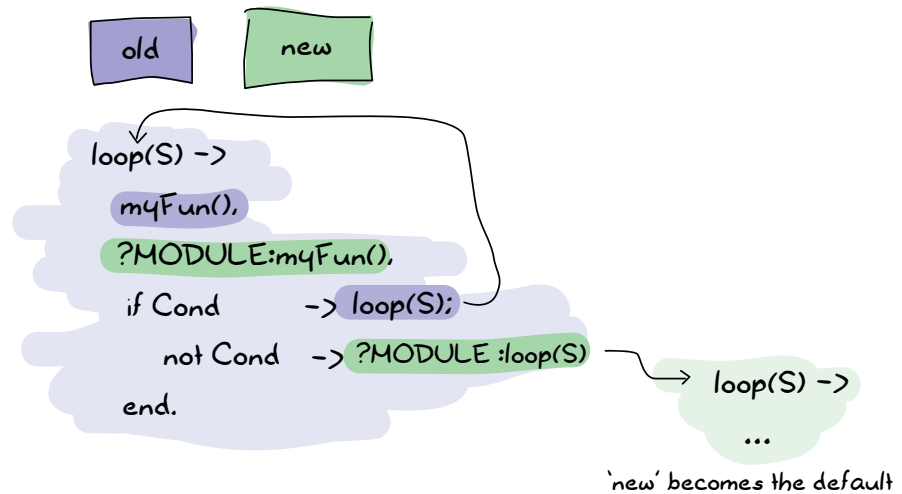 old new
loop(S) ->
myFun(),
?MODULE:myFun(),
if Cond -> loop(S);
not Cond -> ?MODULE :loop(S)
end.
loop(S) ->
...
'new' becomes the default